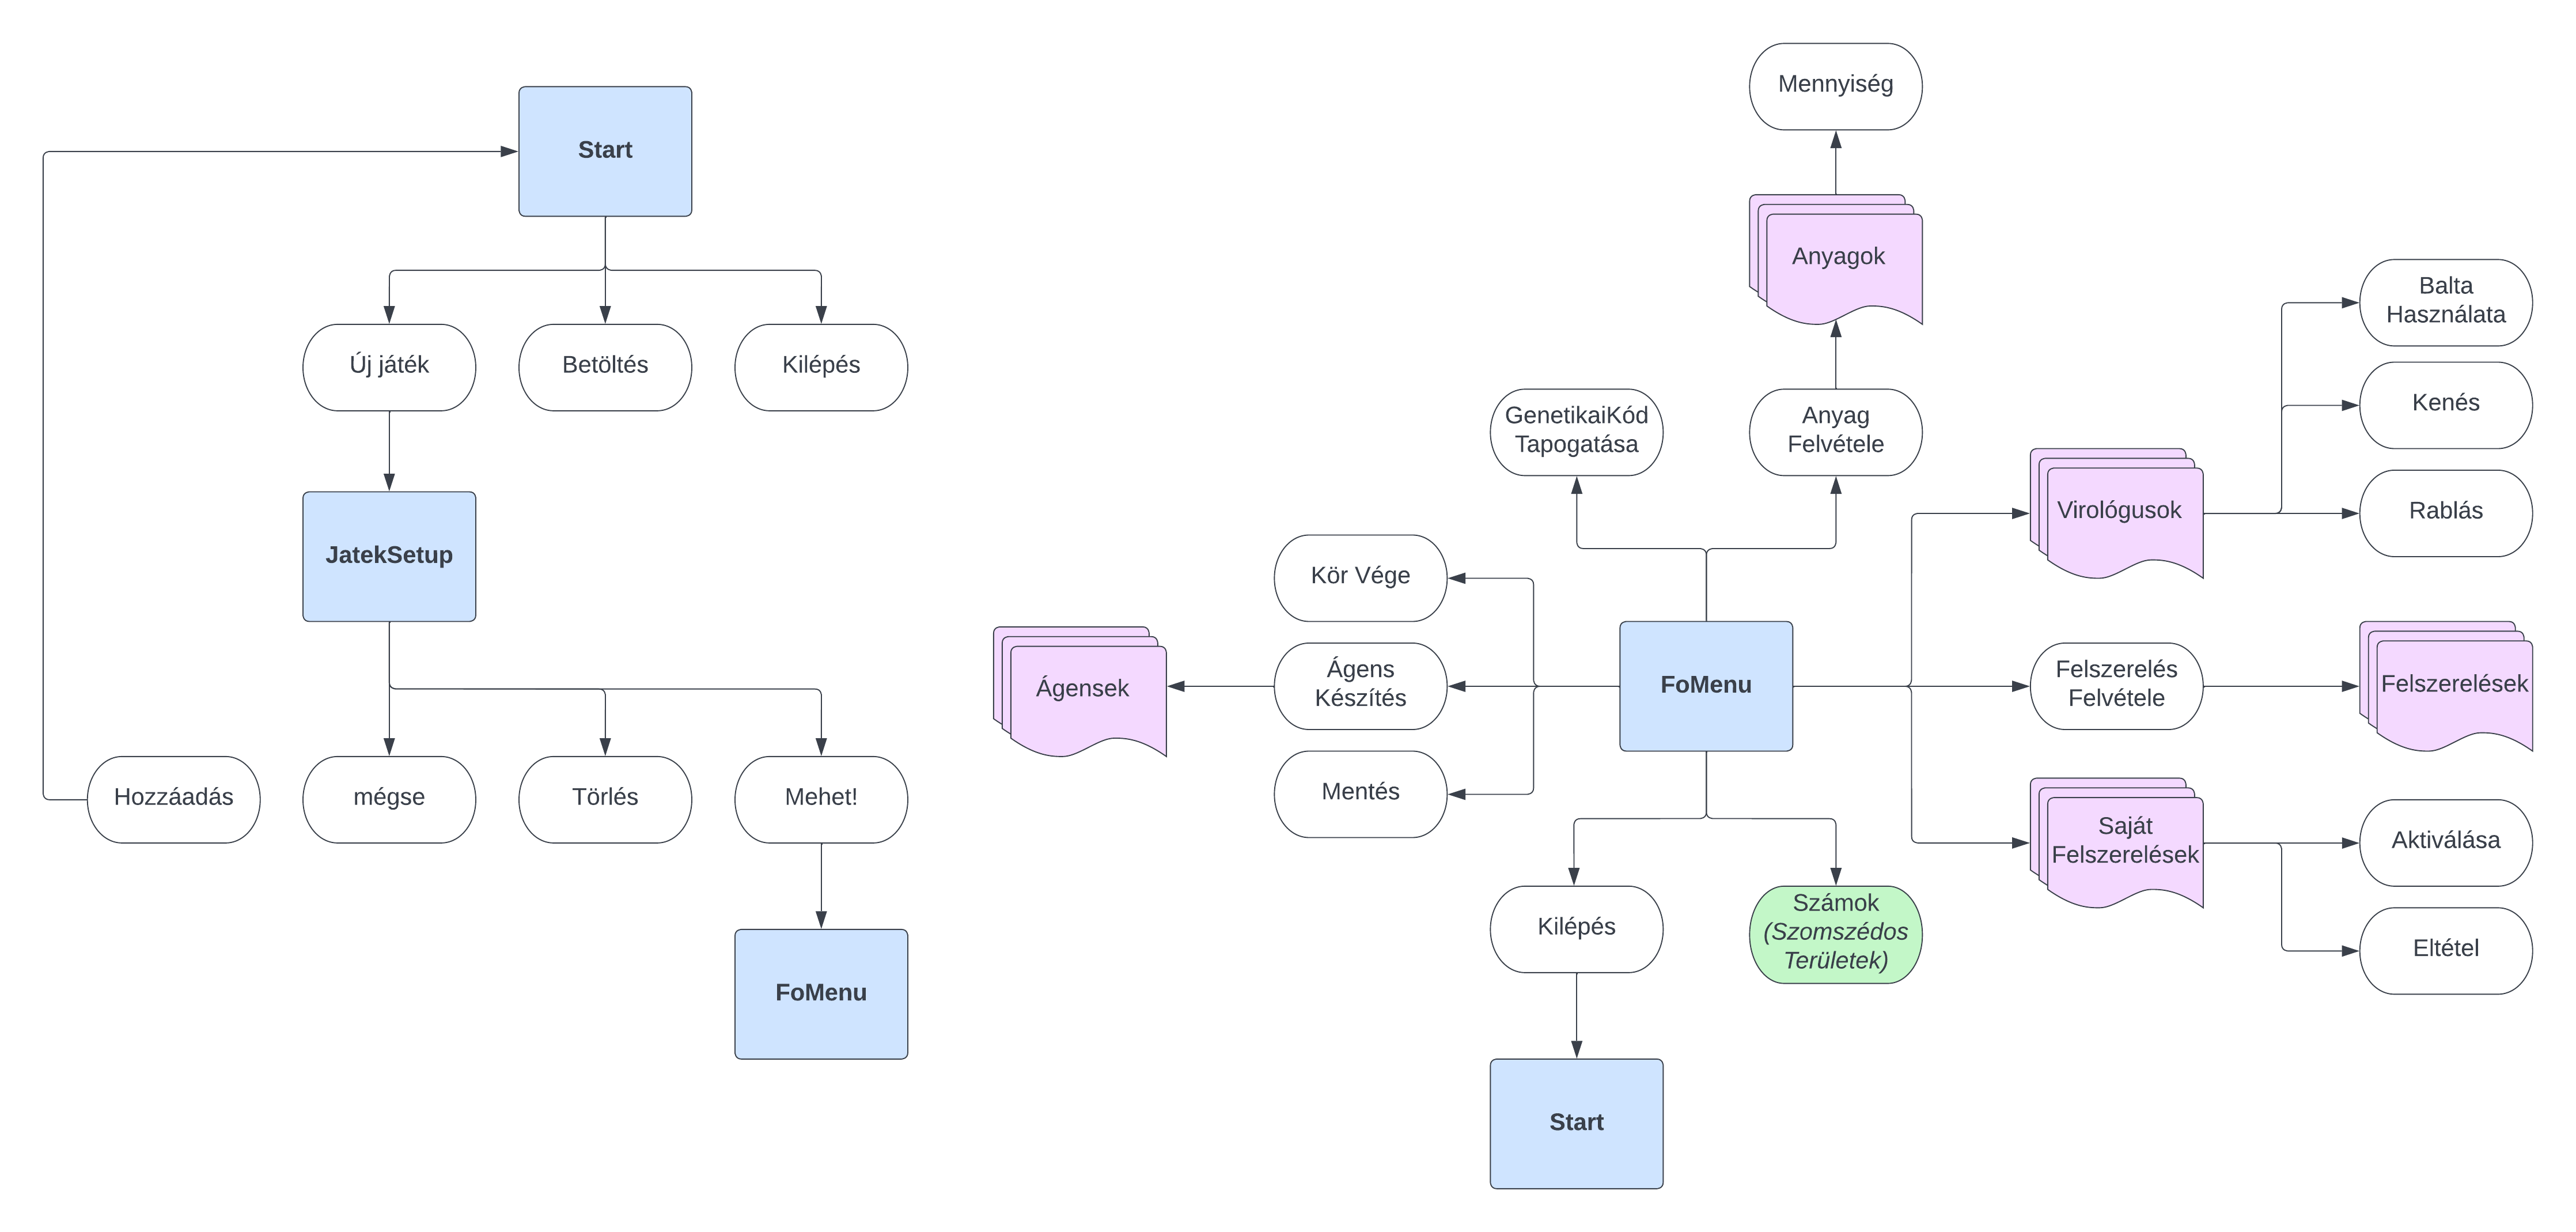 Start
Új játék
Betöltés
Kilépés
JatekSetup
Hozzáadás
mégse
Törlés
Mehet!
FoMenu
Mennyiség
Anyagok
GenetikaiKód
Tapogatása
Anyag
Felvétele
Balta
Használata
Kenés
Virológusok
Rablás
Kör Vége
Ágensek
Ágens
Készítés
FoMenu
Felszerelés
Felvétele
Felszerelések
Mentés
Saját
Felszerelések
Aktiválása
Eltétel
Kilépés
Számok
(Szomszédos
Területek)
Start